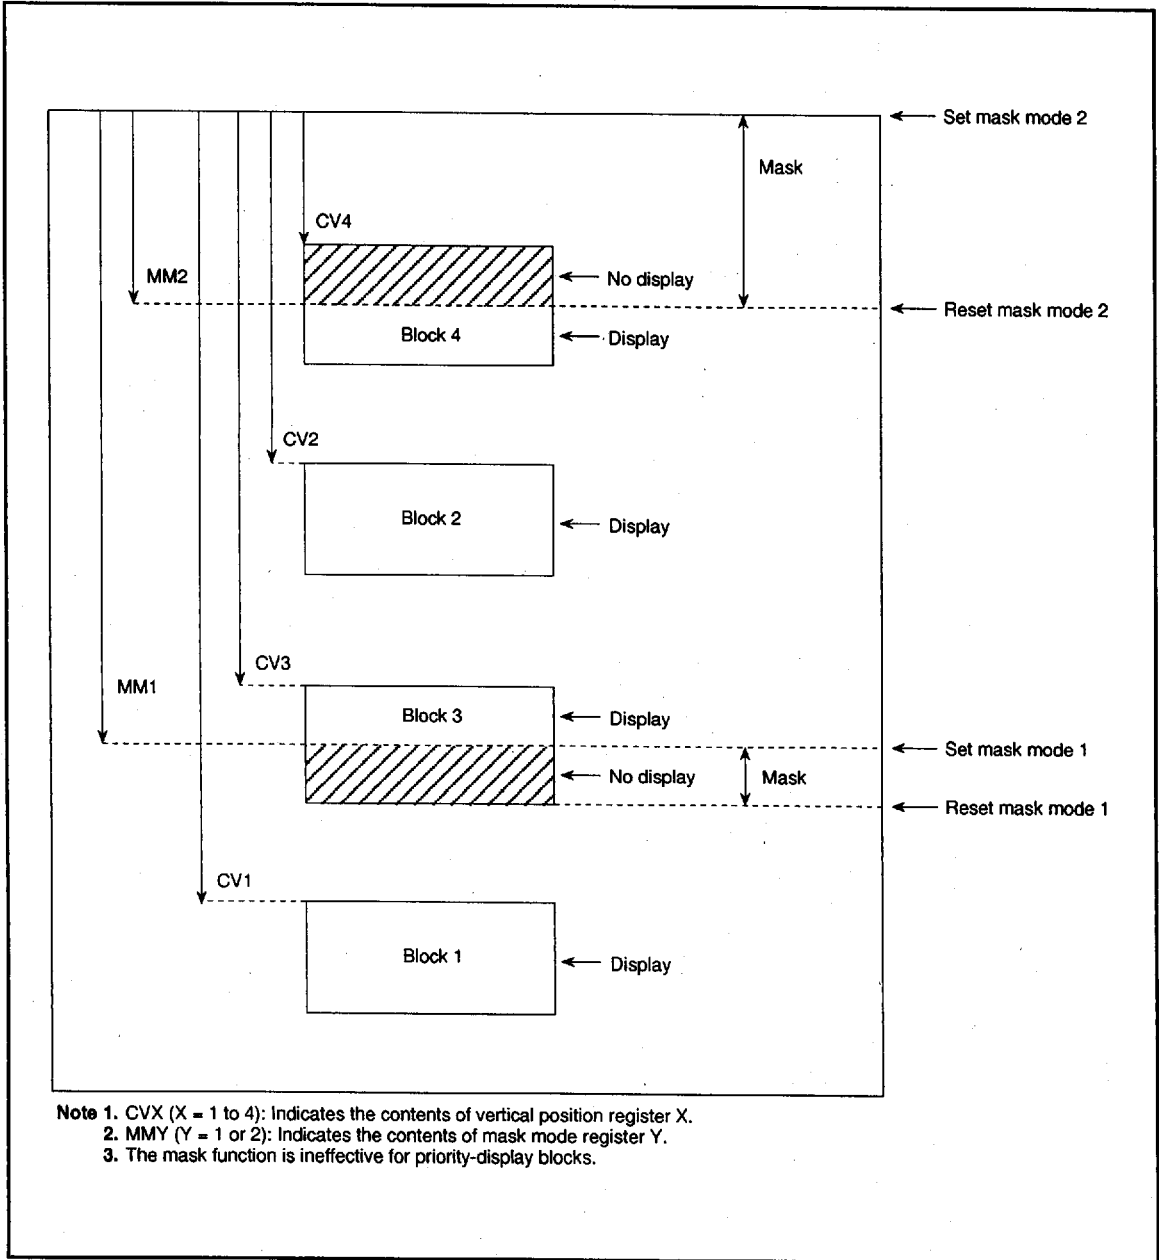 Set mask mode 2
Mask
CV4
MM2
No display
Reset mask mode 2
Block 4
Display
CV2
Block 2
Display
CV3
MM1
Block 3
Display
Set mask mode 1
No display
Mask
Reset mask mode 1
CV1
Block 1
Display
Note 1. CVX (X = 1 to 4): Indicates the contents of vertical position register X.
2. MMY (Y = 1 or 2): Indicates the contents of mask mode register Y.
3. The mask function is ineffective for priority-display blocks.